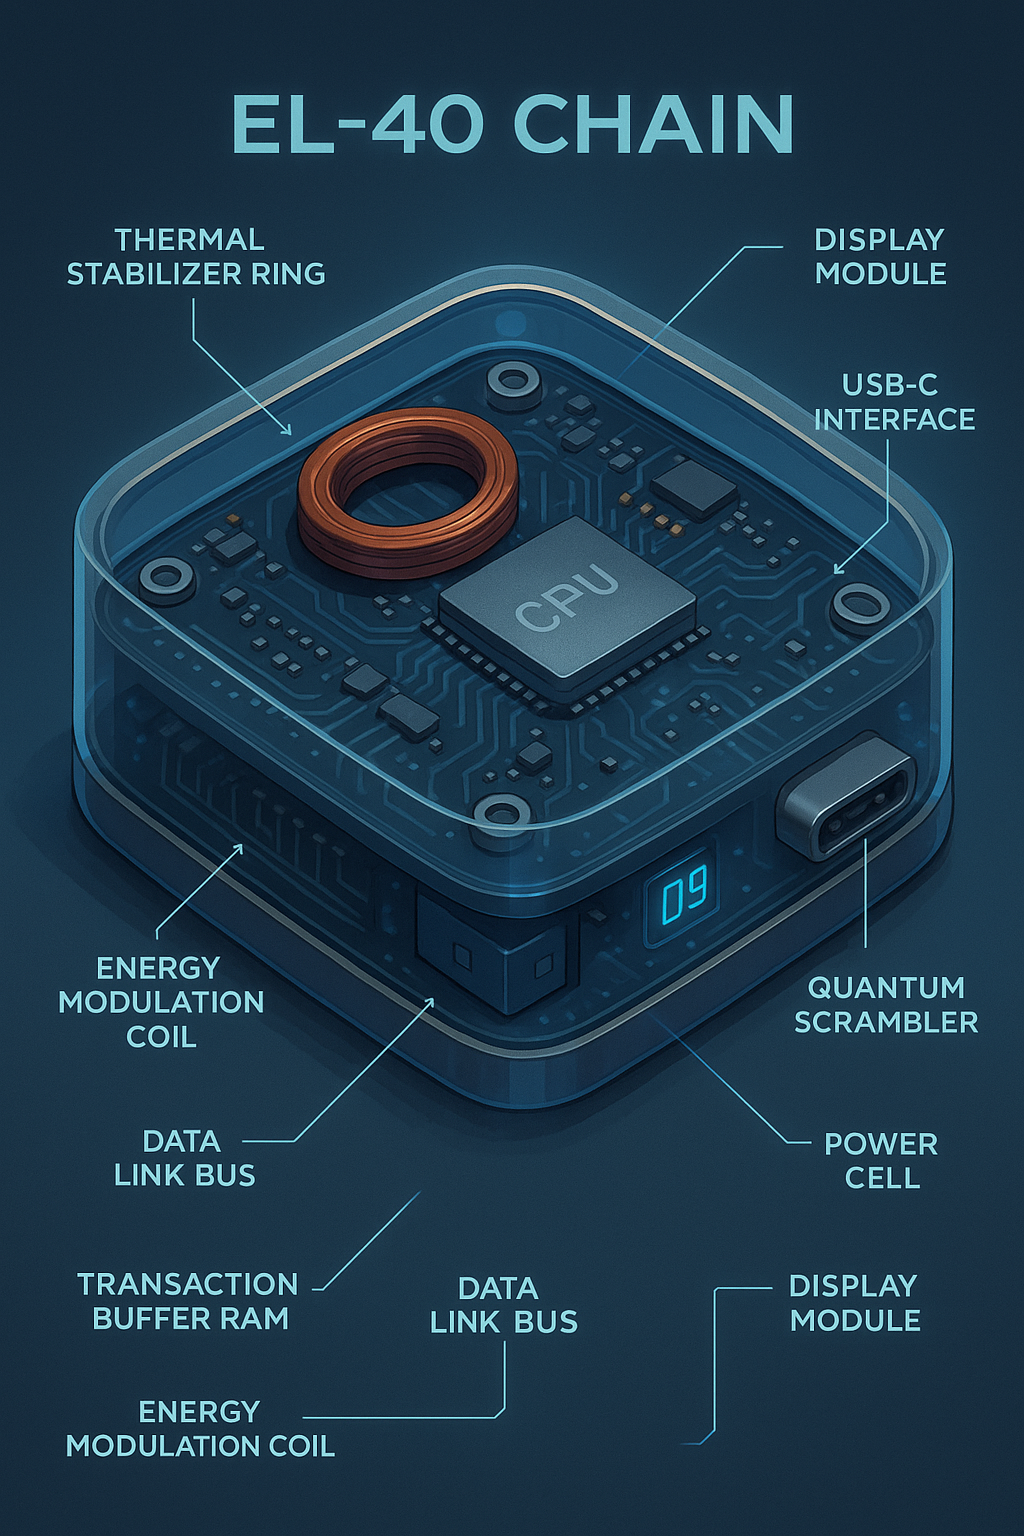 EL-40 CHAIN
THERMAL
STABILIZER RING
DISPLAY
MODULE
USB-C
INTERFACE
CPU
09
ENERGY
MODULATION
COIL
QUANTUM
SCRAMBLER
DATA
LINK BUS
POWER
CELL
TRANSACTION
BUFFER RAM
DATA
LINK BUS
DISPLAY
MODULE
ENERGY
MODULATION COIL